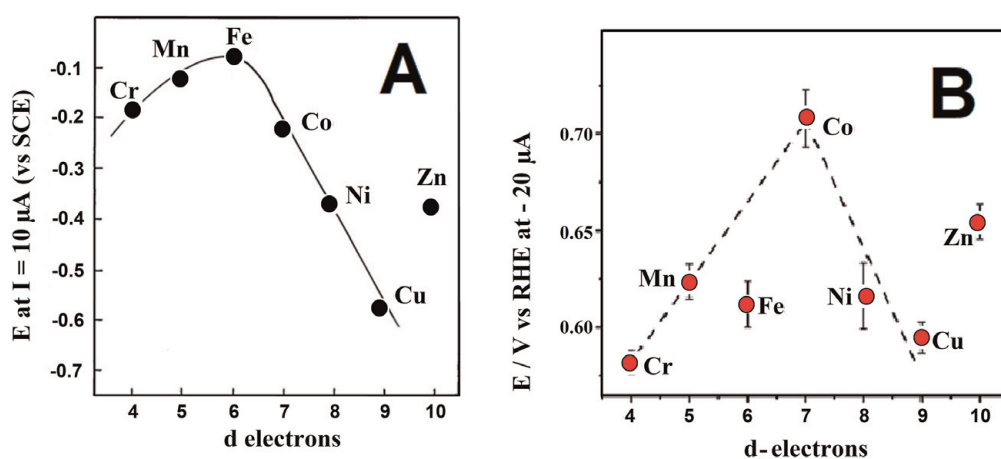 A
E at I = 10 µA (vs SCE)
-0.1
-0.2
-0.3
-0.4
-0.5
-0.6
-0.7
Cr
Mn
Fe
Co
Ni
Cu
Zn
4 5 6 7 8 9 10
d electrons
B
E / V vs RHE at - 20 µA
0.70
0.65
0.60
Cr
Mn
Fe
Co
Ni
Cu
Zn
4 5 6 7 8 9 10
d- electrons